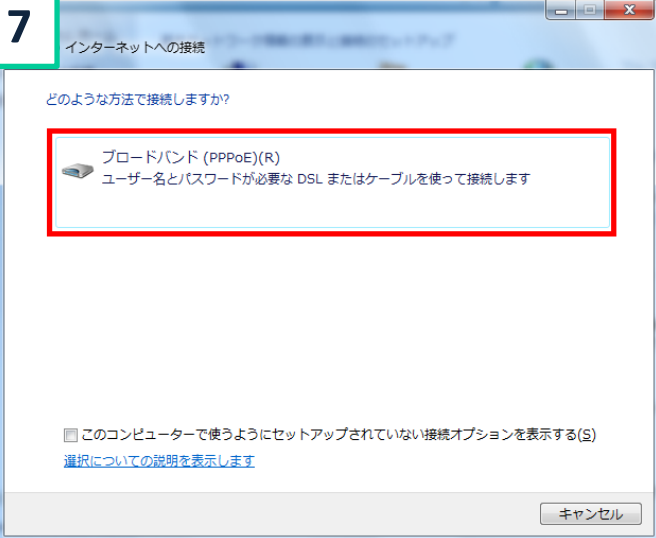 7
インターネットへの接続
どのような方法で接続しますか?
ブロードバンド (PPPoE)(R)
ユーザー名とパスワードが必要な DSL またはケーブルを使って接続します
このコンピューターで使うようにセットアップされていない接続オプションを表示する(S)
選択についての説明を表示します
キャンセル